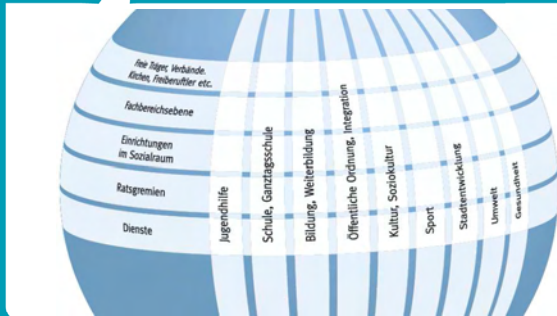 Freie Träger, Verbände.
Kirchen, Freiberufler etc.
Fachbereichsebene
Einrichtungen
im Sozialraum
Ratsgremien
Dienste
Jugendhilfe
Schule, Ganztagsschule
Bildung, Weiterbildung
Öffentliche Ordnung, Integration
Kultur, Soziokultur
Sport
Stadtentwicklung
Umwelt
Gesundheit